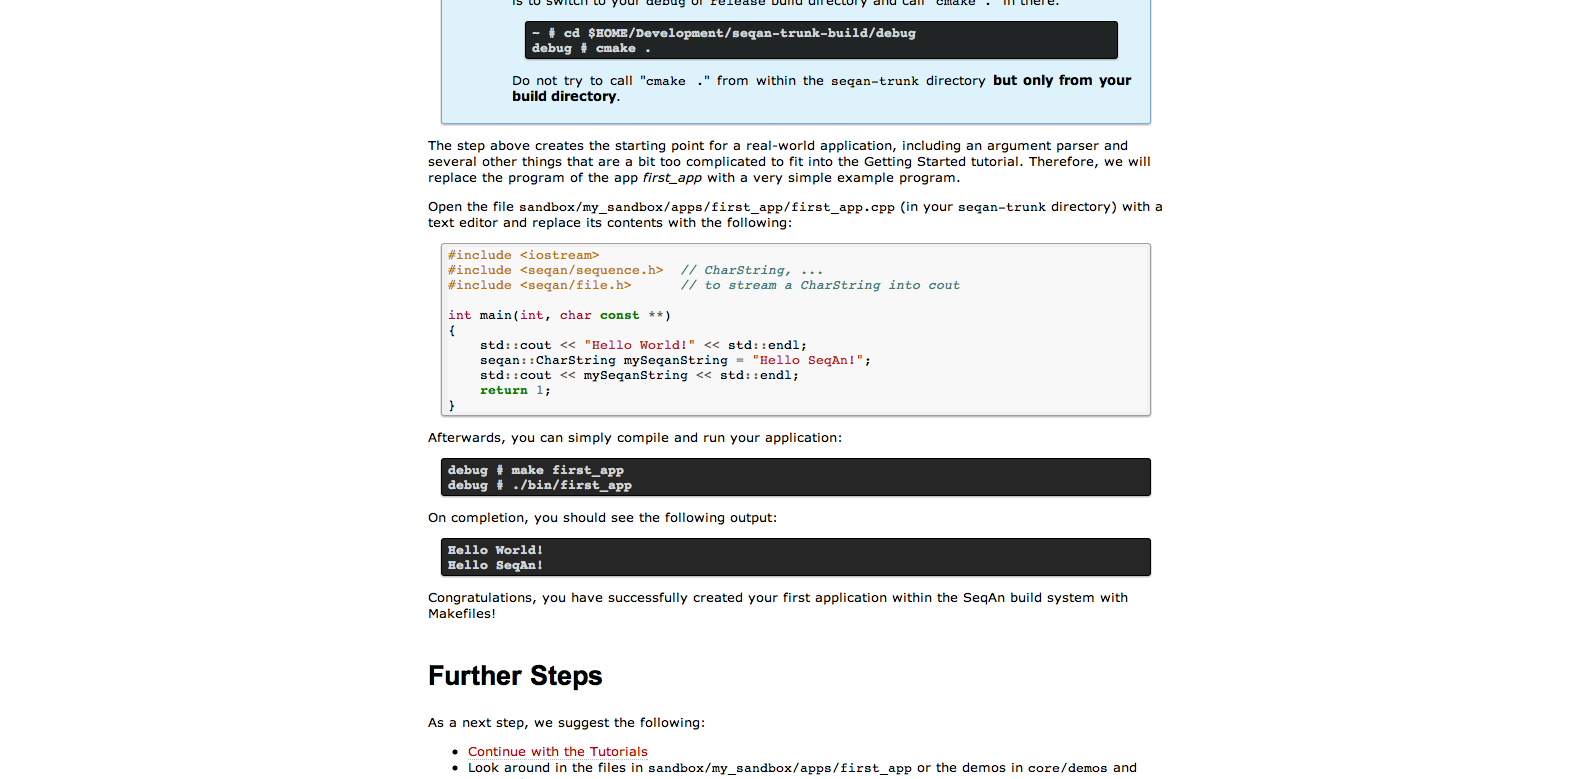 is to switch to your debug or release build directory and call "cmake ." in there.
~ # cd $HOME/Development/seqan-trunk-build/debug
debug # cmake .
Do not try to call "cmake ." from within the seqan-trunk directory but only from your
build directory.
The step above creates the starting point for a real-world application, including an argument parser and
several other things that are a bit too complicated to fit into the Getting Started tutorial. Therefore, we will
replace the program of the app first_app with a very simple example program.
Open the file sandbox/my_sandbox/apps/first_app/first_app.cpp (in your seqan-trunk directory) with a
text editor and replace its contents with the following:
#include <iostream>
#include <seqan/sequence.h>  // CharString, ...
#include <seqan/file.h>      // to stream a CharString into cout
int main(int, char const **)
{
    std::cout << "Hello World!" << std::endl;
    seqan::CharString mySeqanString = "Hello SeqAn!";
    std::cout << mySeqanString << std::endl;
    return 1;
}
Afterwards, you can simply compile and run your application:
debug # make first_app
debug # ./bin/first_app
On completion, you should see the following output:
Hello World!
Hello SeqAn!
Congratulations, you have successfully created your first application within the SeqAn build system with
Makefiles!
Further Steps
As a next step, we suggest the following:
• Continue with the Tutorials
• Look around in the files in sandbox/my_sandbox/apps/first_app or the demos in core/demos and